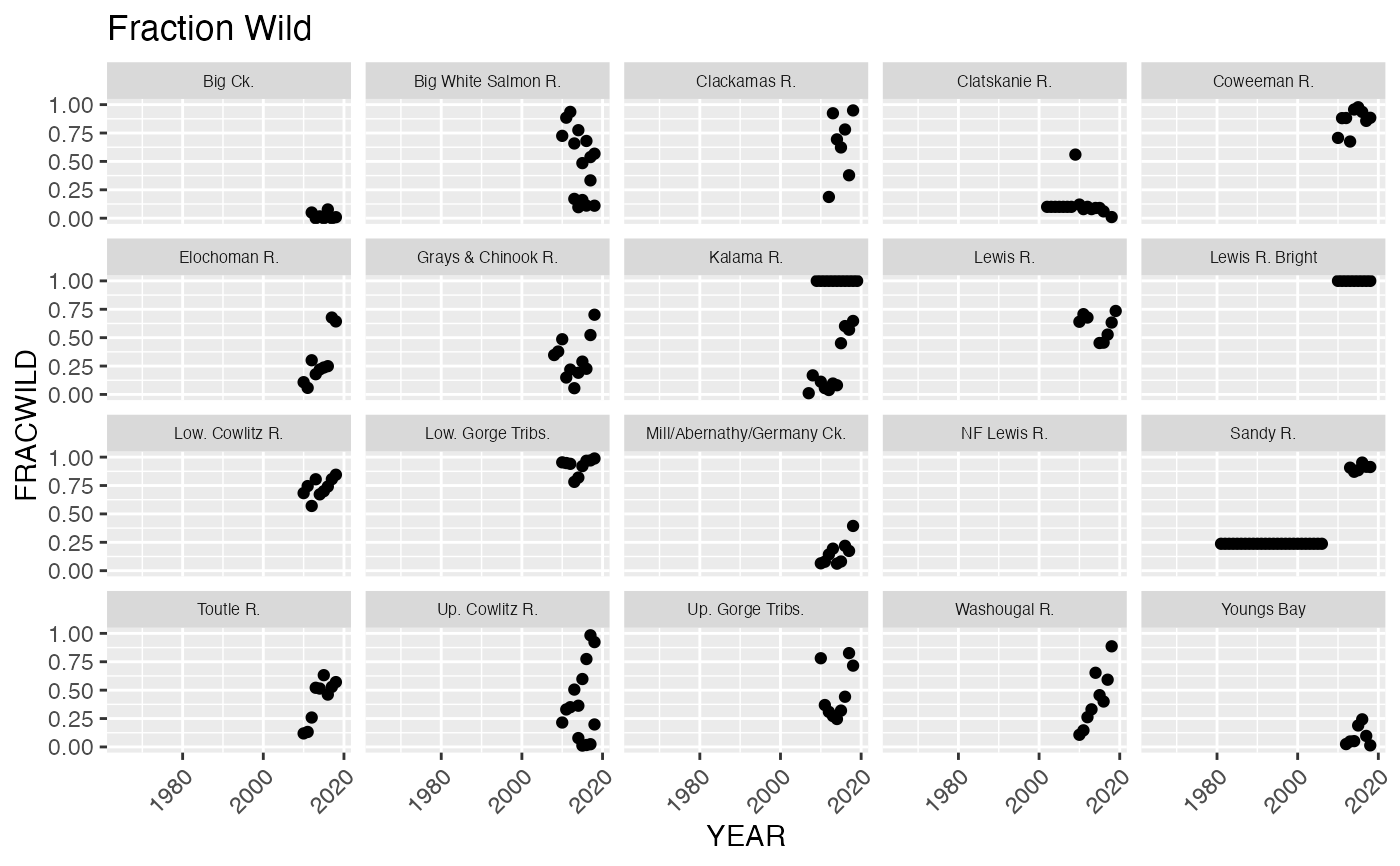 Fraction Wild
Big Ck. Big White Salmon R. Clackamas R. Clatskanie R. Coweeman R.
1.00
0.75
0.50
0.25
0.00
Elochoman R. Grays & Chinook R. Kalama R. Lewis R. Lewis R. Bright
1.00
0.75
0.50
0.25
0.00
FRACWILD
Low. Cowlitz R. Low. Gorge Tribs. Mill/Abernathy/Germany Ck. NF Lewis R. Sandy R.
1.00
0.75
0.50
0.25
0.00
Toutle R. Up. Cowlitz R. Up. Gorge Tribs. Washougal R. Youngs Bay
1.00
0.75
0.50
0.25
0.00
1980 2000 2020 1980 2000 2020 1980 2000 2020 1980 2000 2020 1980 2000 2020
YEAR